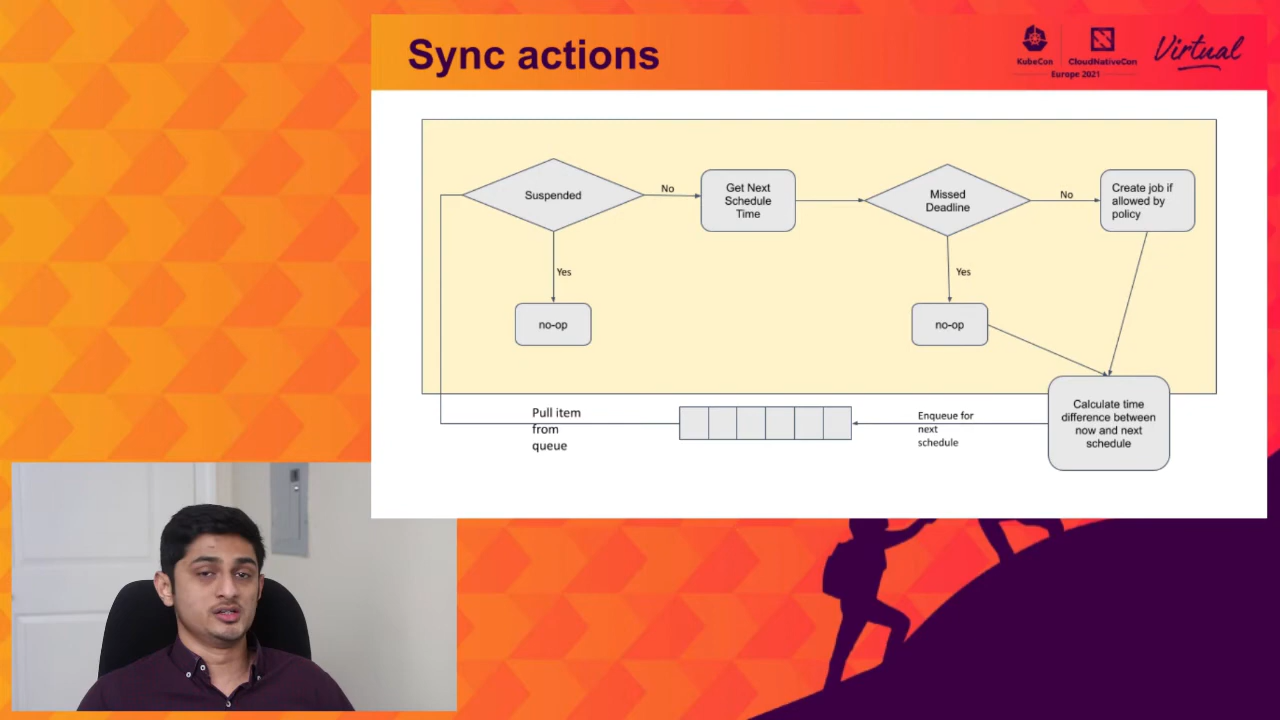 Sync actions
KubeCon
CloudNativeCon
Europe 2021
Virtual
Suspended
No
Get Next
Schedule
Time
Missed
Deadline
No
Create job if
allowed by
policy
Yes
Yes
no-op
no-op
Pull item
from
queue
Enqueue for
next
schedule
Calculate time
difference between
now and next
schedule